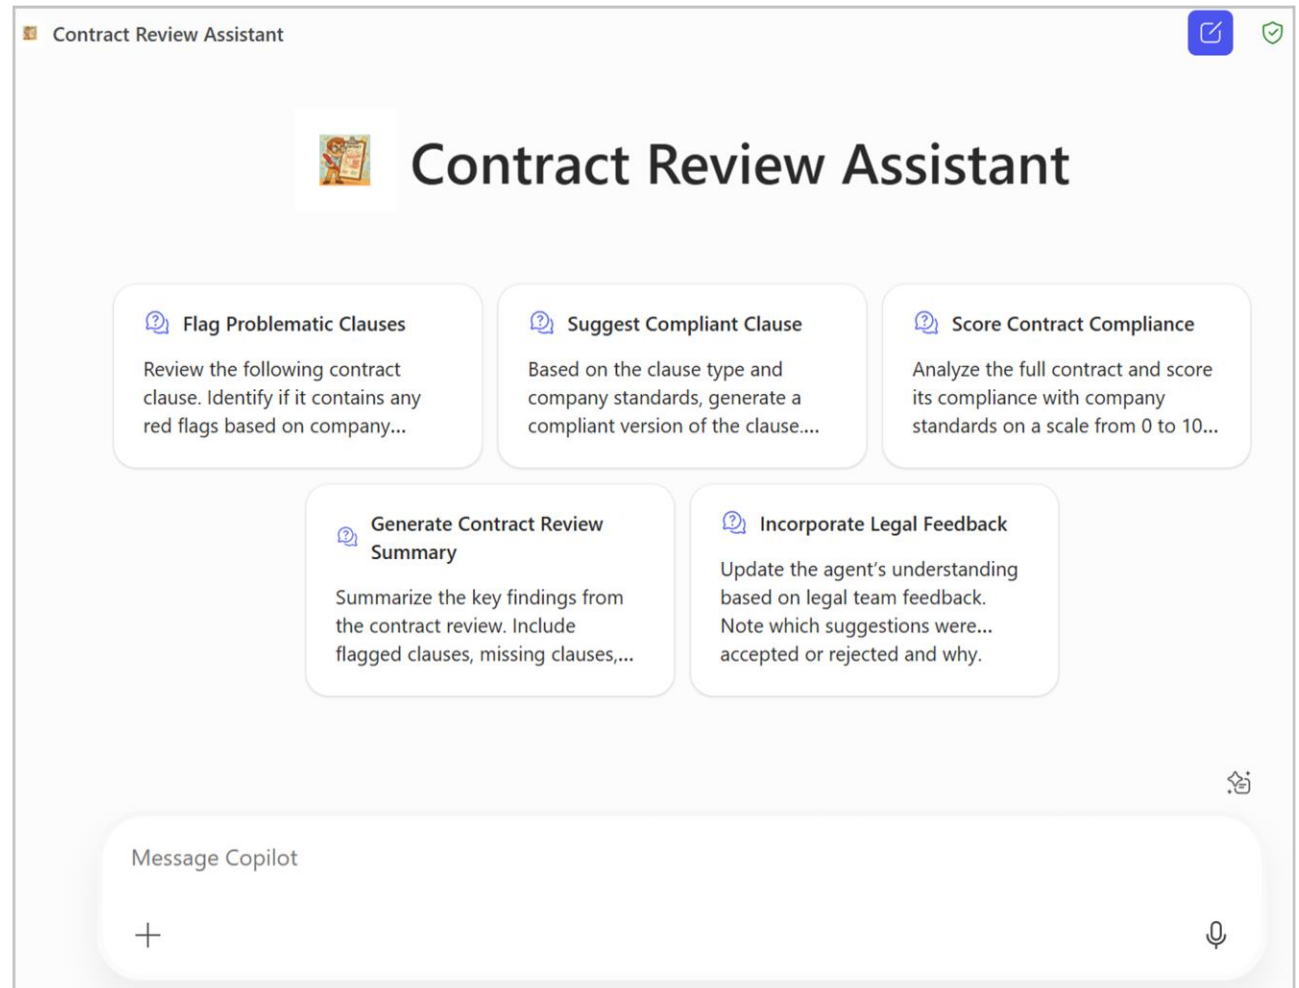 Contract Review Assistant
Contract Review Assistant
Flag Problematic Clauses
Review the following contract
clause. Identify if it contains any
red flags based on company...
Suggest Compliant Clause
Based on the clause type and
company standards, generate a
compliant version of the clause....
Score Contract Compliance
Analyze the full contract and score
its compliance with company
standards on a scale from 0 to 10...
Generate Contract Review
Summary
Summarize the key findings from
the contract review. Include
flagged clauses, missing clauses,...
Incorporate Legal Feedback
Update the agent’s understanding
based on legal team feedback.
Note which suggestions were...
accepted or rejected and why.
Message Copilot